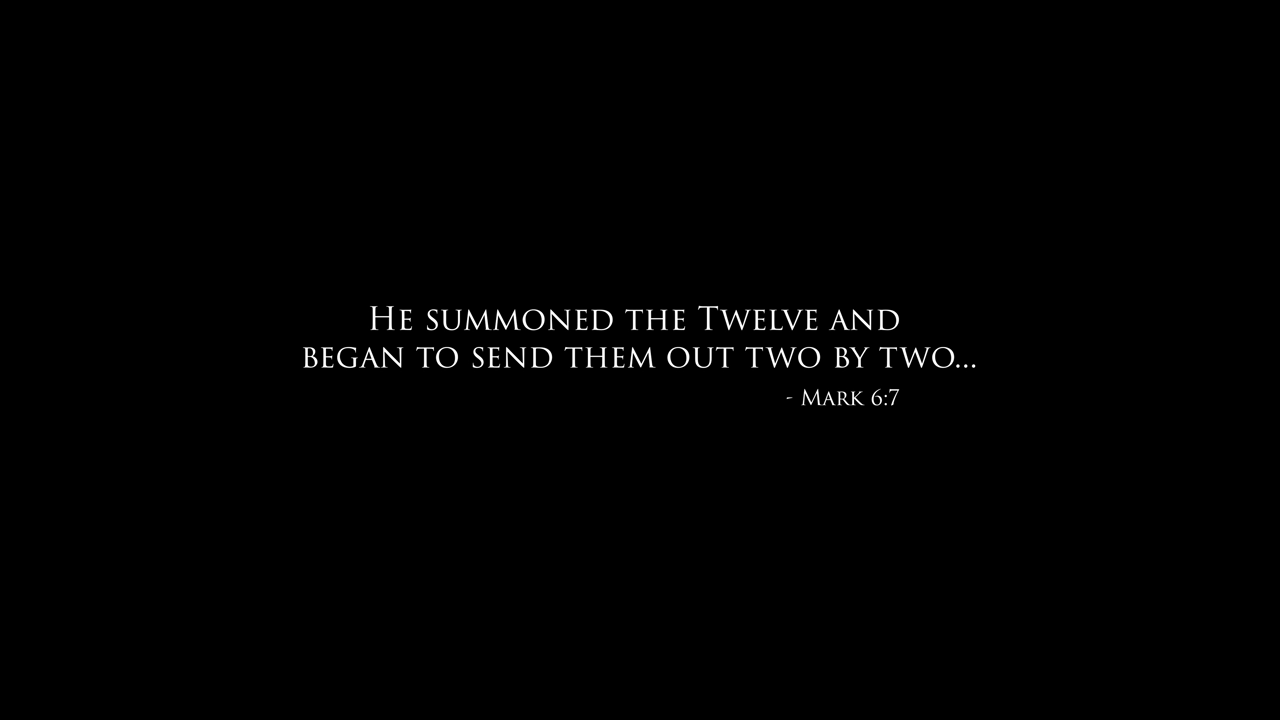 He summoned the Twelve and
began to send them out two by two...
- Mark 6:7